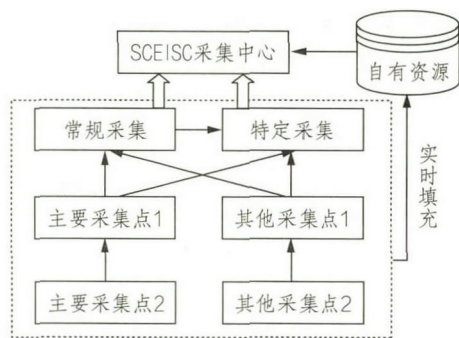 SCEISC采集中心
自有资源
常规采集
特定采集
实时填充
主要采集点1
其他采集点1
主要采集点2
其他采集点2